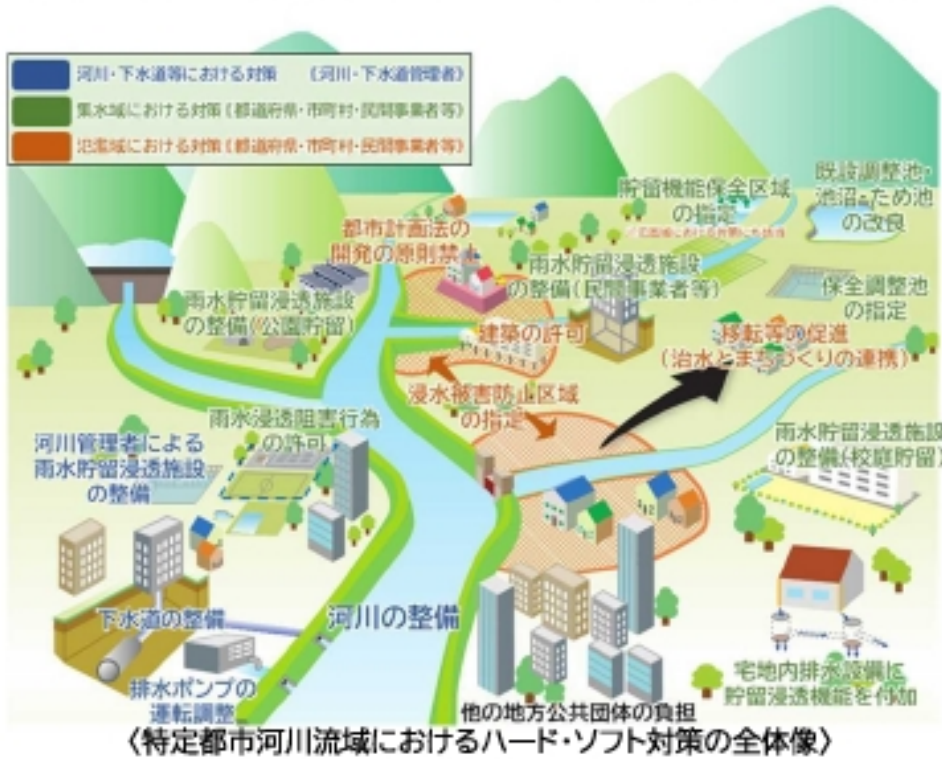 河川・下水道等における対策　《河川・下水道管理者》
集水域における対策《都道府県・市町村・民間事業者等》
氾濫域における対策《都道府県・市町村・民間事業者等》
貯留機能保全区域
の指定
既設調整池・
池沼・ため池
の改良
都市計画法の
開発の原則禁止
雨水貯留浸透施設
の整備(民間事業者等)
保全調整池
の指定
雨水貯留浸透施設
の整備(公園貯留)
建築の許可
移転等の促進
(治水とまちづくりの連携)
浸水被害防止区域
の指定
雨水浸透阻害行為
の許可
河川管理者による
雨水貯留浸透施設
の整備
雨水貯留浸透施設
の整備(校庭貯留)
下水道の整備
河川の整備
排水ポンプの
運転調整
宅地内排水設備に
貯留浸透機能を付加
他の地方公共団体の負担
〈特定都市河川流域におけるハード・ソフト対策の全体像〉